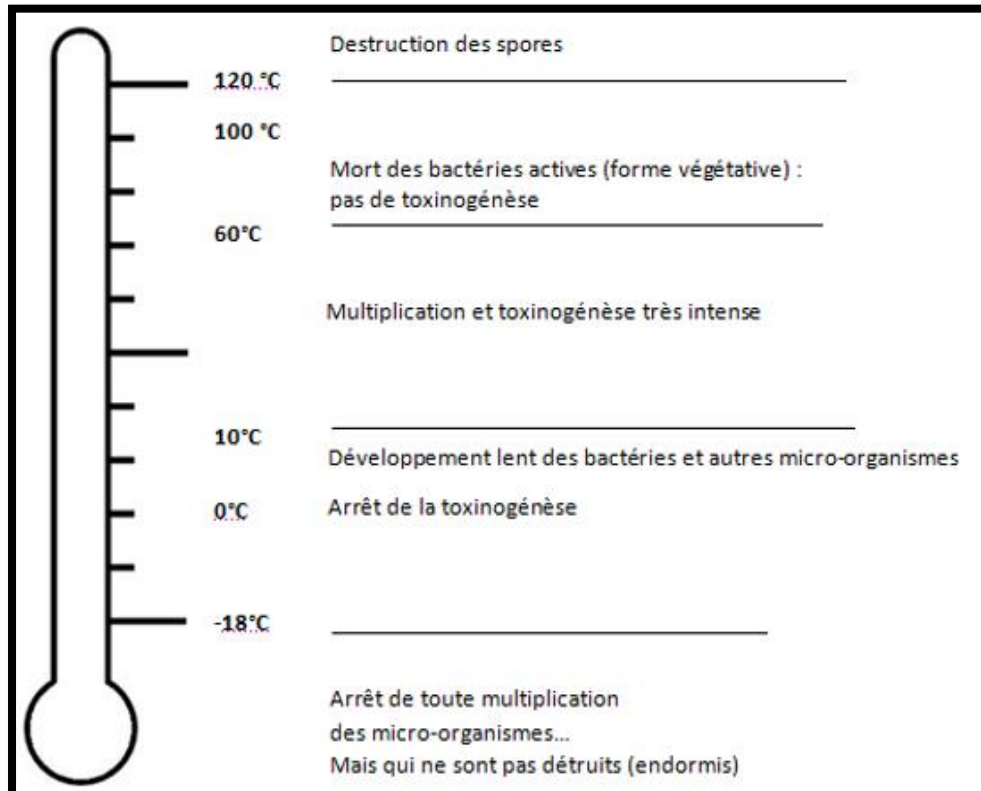 Destruction des spores
120 °C
100 °C
Mort des bactéries actives (forme végétative) :
pas de toxinogénèse
60°C
Multiplication et toxinogénèse très intense
10°C
Développement lent des bactéries et autres micro-organismes
0°C
Arrêt de la toxinogénèse
-18°C
Arrêt de toute multiplication
des micro-organismes...
Mais qui ne sont pas détruits (endormis)